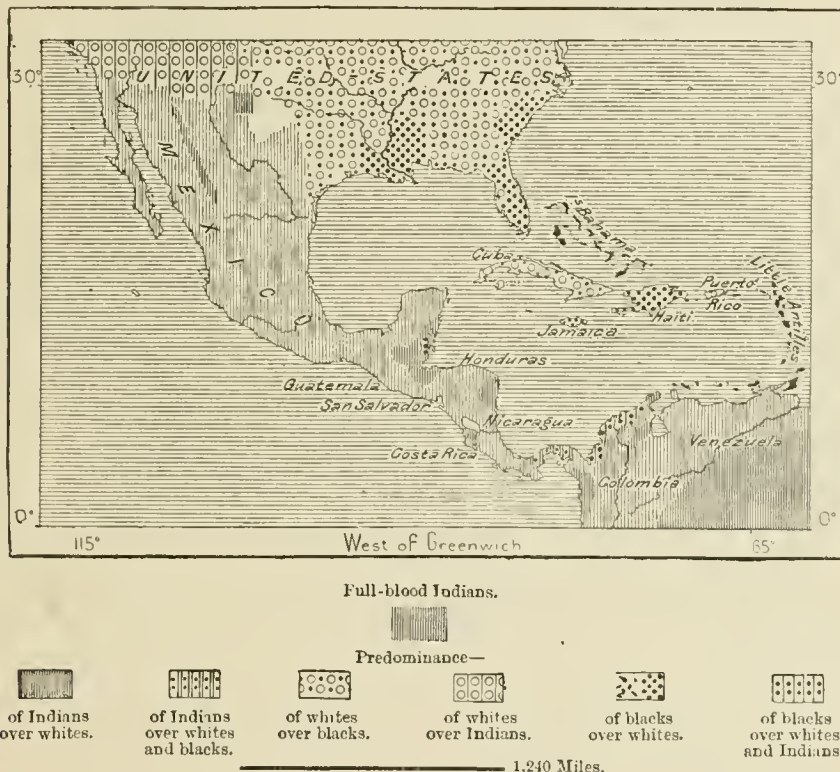 30° UNITED STATES 30°
MEXICO
Is Bahama
Cuba
Little Antilles
Puerto Rico
Haïti
Jamaica
Honduras
Guatemala
San Salvador
Nicaragua
Costa Rica
Venezuela
Colombia
0° 0°
115° West of Greenwich 65°
Full-blood Indians.
Predominance—
of Indians
over whites.
of Indians
over whites
and blacks.
of whites
over blacks.
of whites
over Indians.
of blacks
over whites.
of blacks
over whites
and Indians
1,240 Miles.